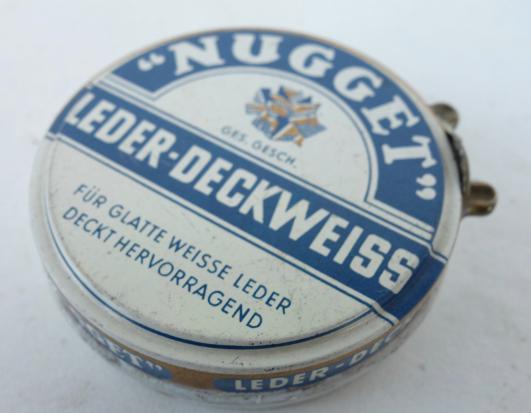 "NUGGET"
GES. GESCH.
LEDER-DECKWEISS
FÜR GLATTE WEISSE LEDER
DECKT HERVORRAGEND
LEDER-DEC